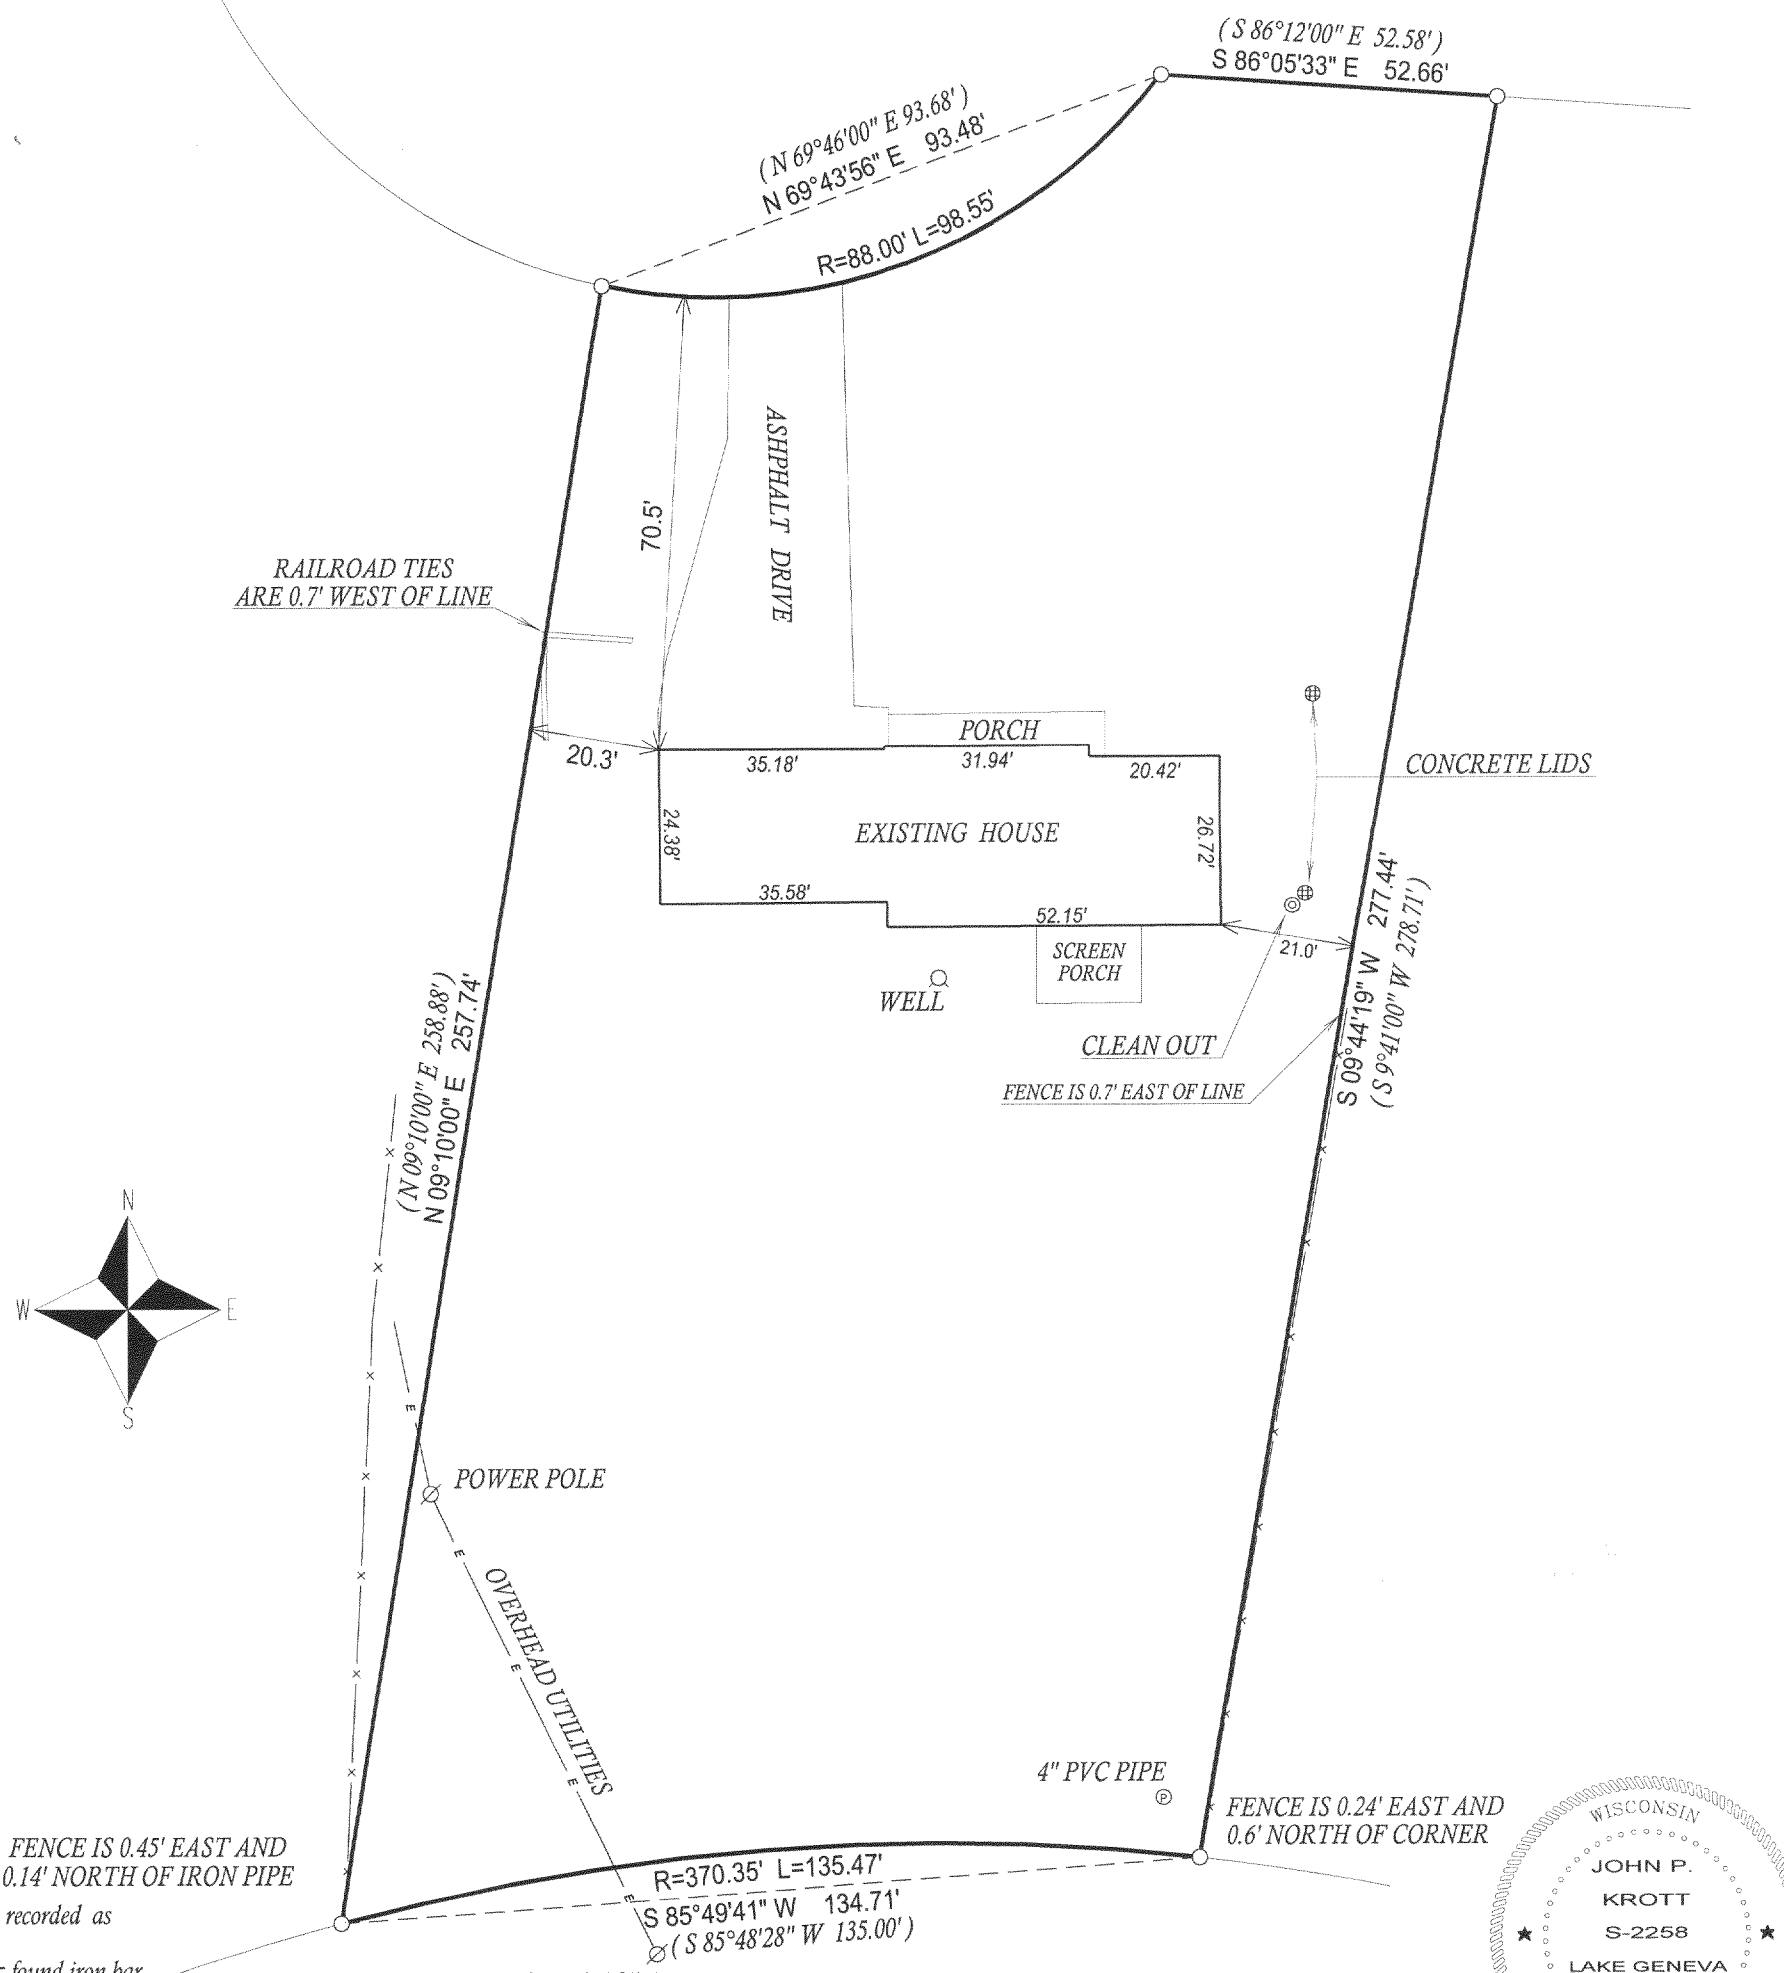 ( S 86°12'00" E 52.58' )
S 86°05'33" E 52.66'
( N 69°46'00" E 93.68' )
N 69°43'56" E 93.48'
R=88.00' L=98.55'
ASHPHALT DRIVE
70.5'
RAILROAD TIES
ARE 0.7' WEST OF LINE
20.3'
PORCH
35.18'
31.94'
20.42'
CONCRETE LIDS
24.38'
EXISTING HOUSE
26.72'
35.58'
52.15'
SCREEN
PORCH
21.0'
WELL
CLEAN OUT
FENCE IS 0.7' EAST OF LINE
S 09°44'19" W 277.44'
( S 9°41'00" W 278.71')
( N 09°10'00" E 258.88')
N 09°10'00" E 257.74'
N
W
E
S
E
POWER POLE
E
OVERHEAD UTILITIES
E
E
E
4" PVC PIPE
P
FENCE IS 0.24' EAST AND
0.6' NORTH OF CORNER
FENCE IS 0.45' EAST AND
0.14' NORTH OF IRON PIPE
recorded as
R=370.35' L=135.47'
S 85°49'41" W 134.71'
( S 85°48'28" W 135.00' )
= found iron bar
WISCONSIN
JOHN P.
KROTT
S-2258
LAKE GENEVA